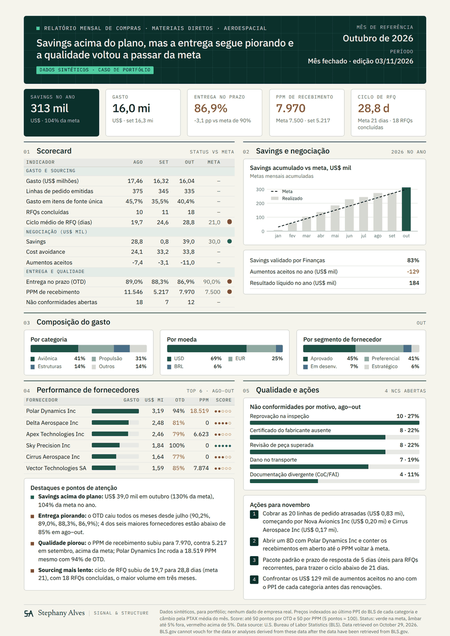 RELATÓRIO MENSAL DE COMPRAS · MATERIAIS DIRETOS · AEROESPACIAL
Savings acima do plano, mas a entrega segue piorando e
a qualidade voltou a passar da meta
DADOS SINTÉTICOS · CASO DE PORTFÓLIO
MÊS DE REFERÊNCIA
Outubro de 2026
PERÍODO
Mês fechado · edição 03/11/2026
SAVINGS NO ANO
313 mil
US$ · 104% da meta
GASTO
16,0 mi
US$ · set 16,3 mi
ENTREGA NO PRAZO
86,9%
-3,1 pp vs meta de 90%
PPM DE RECEBIMENTO
7.970
Meta 7.500 · set 5.217
CICLO DE RFQ
28,8 d
Meta 21 dias · 18 RFQs
concluídas
01 Scorecard STATUS VS META
INDICADOR AGO SET OUT META
GASTO E SOURCING
Gasto (US$ milhões) 17,46 16,32 16,04 –
Linhas de pedido emitidas 375 345 335 –
Gasto em itens de fonte única 45,7% 35,5% 40,4% –
RFQs concluídas 10 11 18 –
Ciclo médio de RFQ (dias) 19,7 24,6 28,8 21,0
NEGOCIAÇÃO (US$ MIL)
Savings 28,8 0,8 39,0 30,0
Cost avoidance 24,1 33,2 33,8 –
Aumentos aceitos -7,4 -3,1 -11,0 –
ENTREGA E QUALIDADE
Entrega no prazo (OTD) 89,0% 88,3% 86,9% 90,0%
PPM de recebimento 11.546 5.217 7.970 7.500
Não conformidades abertas 18 7 12 –
02 Savings e negociação 2026 NO ANO
Savings acumulado vs meta, US$ mil
Metas mensais acumuladas
300
200
100
0
Meta
Realizado
jan fev mar abr mai jun jul ago set out
Savings validado por Finanças 83%
Aumentos aceitos no ano (US$ mil) -129
Resultado líquido no ano (US$ mil) 184
03 Composição do gasto OUT
Por categoria
Aviônica 41% Propulsão 31%
Estruturas 14% Outros 14%
Por moeda
USD 69% EUR 25%
BRL 6%
Por segmento de fornecedor
Aprovado 45% Preferencial 41%
Em desenv. 7% Estratégico 6%
04 Performance de fornecedores TOP 6 · AGO-OUT
FORNECEDOR GASTO US$ MI OTD PPM SCORE
Polar Dynamics Inc 3,19 94% 18.519
Delta Aerospace Inc 2,48 81% 0
Apex Technologies Inc 2,46 79% 6.623
Sky Precision Inc 1,84 100% 0
Cirrus Aerospace Inc 1,64 77% 0
Vector Technologies SA 1,59 85% 7.874
Destaques e pontos de atenção
Savings acima do plano: US$ 39,0 mil em outubro (130% da meta),
104% da meta no ano.
Entrega piorando: o OTD caiu todos os meses desde julho (90,2%,
89,0%, 88,3%, 86,9%); 4 dos seis maiores fornecedores estão abaixo de
85% em ago-out.
Qualidade piorou: o PPM de recebimento subiu para 7.970, contra 5.217
em setembro, acima da meta; Polar Dynamics Inc roda a 18.519 PPM
mesmo com 94% de OTD.
Sourcing mais lento: ciclo de RFQ subiu de 19,7 para 28,8 dias (meta
21), com 18 RFQs concluídas, o maior volume em três meses.
05 Qualidade e ações 4 NCS ABERTAS
Não conformidades por motivo, ago-out
Reprovação na inspeção 10 · 27%
Certificado do fabricante ausente 8 · 22%
Revisão de peça superada 8 · 22%
Dano no transporte 7 · 19%
Documentação divergente (CoC/FAI) 4 · 11%
Ações para novembro
1 Cobrar as 20 linhas de pedido atrasadas (US$ 0,83 mi),
começando por Nova Avionics Inc (US$ 0,20 mi) e Cirrus
Aerospace Inc (US$ 0,17 mi).
2 Abrir um 8D com Polar Dynamics Inc e conter os
recebimentos em aberto até o PPM voltar à meta.
3 Pacote padrão e prazo de resposta de 5 dias úteis para RFQs
recorrentes, para trazer o ciclo abaixo de 21 dias.
4 Confrontar os US$ 129 mil de aumentos aceitos no ano com
o PPI de cada categoria antes das renovações.
SA Stephany Alves SIGNAL & STRUCTURE
Dados sintéticos, para portfólio; nenhum dado de empresa real. Preços indexados ao último PPI do BLS de cada categoria e
câmbio pela PTAX média do mês. Score: até 50 pontos por OTD e 50 por PPM (5 pontos = 100). Status: verde na meta, âmbar
até 5%, vermelho acima de 5%. Data source: U.S. Bureau of Labor Statistics (BLS). Data retrieved on October 29, 2026.
BLS.gov cannot vouch for the data or analyses derived from these data after the data have been retrieved from BLS.gov.